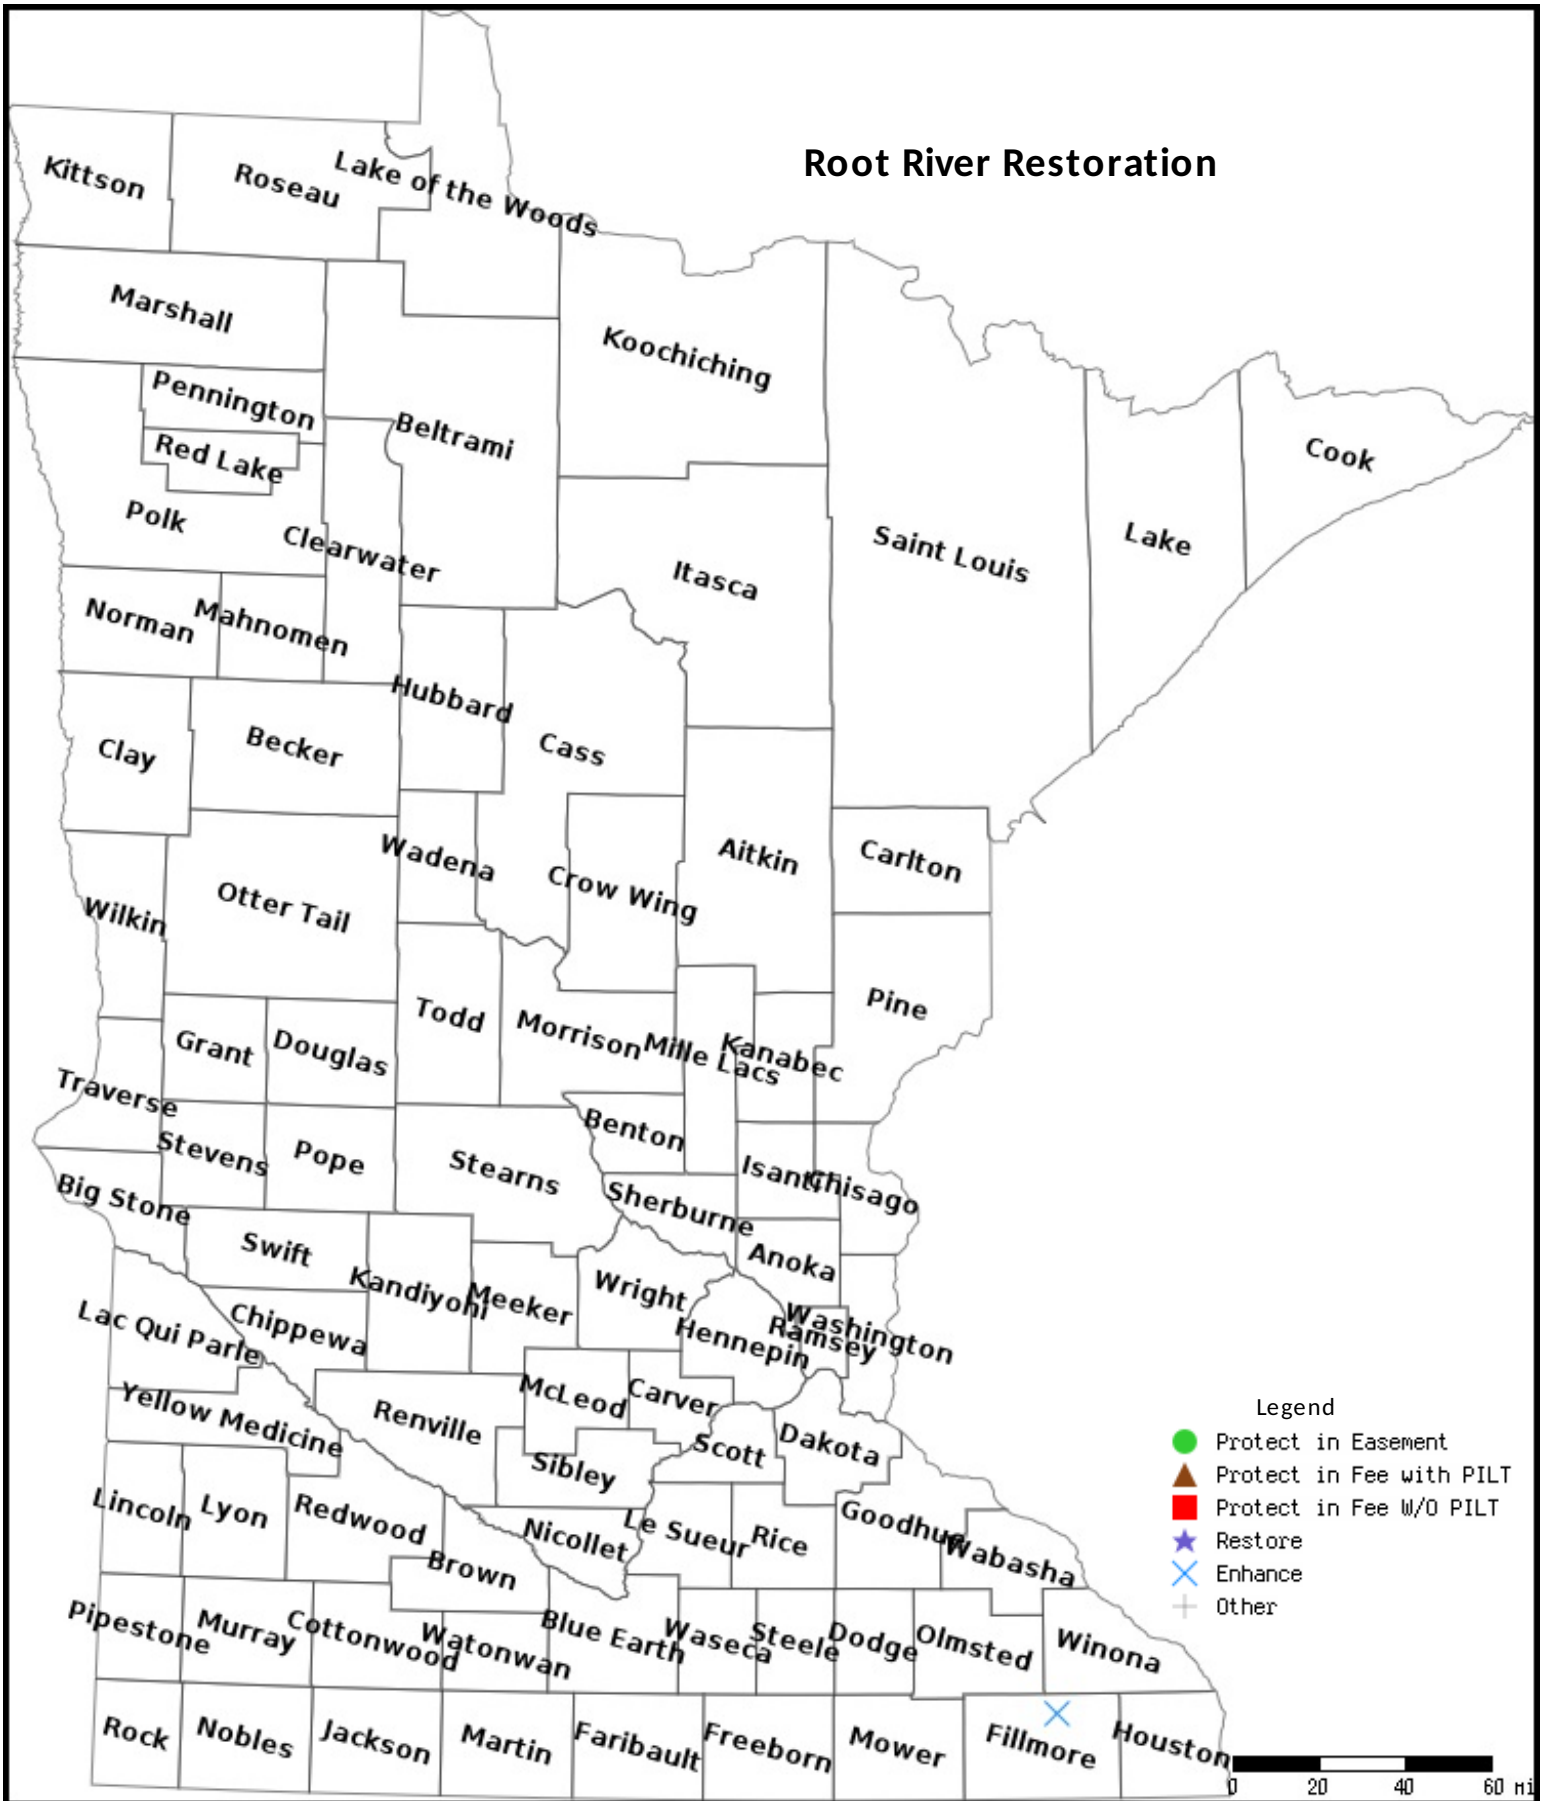 Root River Restoration
Kittson
Roseau
Lake of the Woods
Marshall
Koochiching
Pennington
Beltrami
Red Lake
Cook
Polk
Clearwater
Saint Louis
Lake
Itasca
Norman
Mahnomen
Hubbard
Clay
Becker
Cass
Wadena
Aitkin
Carlton
Otter Tail
Crow Wing
Wilkin
Pine
Todd
Morrison
Mille Lacs
Kanabec
Grant
Douglas
Traverse
Benton
Stevens
Pope
Stearns
Isanti
Chisago
Big Stone
Sherburne
Swift
Anoka
Kandiyohi
Meeker
Wright
Lac Qui Parle
Chippewa
Hennepin
Ramsey
Washington
Yellow Medicine
Renville
McLeod
Carver
Scott
Dakota
Sibley
Lincoln
Lyon
Redwood
Nicollet
Le Sueur
Rice
Goodhue
Wabasha
Brown
Pipestone
Murray
Cottonwood
Watonwan
Blue Earth
Waseca
Steele
Dodge
Olmsted
Winona
Rock
Nobles
Jackson
Martin
Faribault
Freeborn
Mower
Fillmore
Houston
Legend
Protect in Easement
Protect in Fee with PILT
Protect in Fee W/O PILT
Restore
Enhance
Other
0 20 40 60 mi